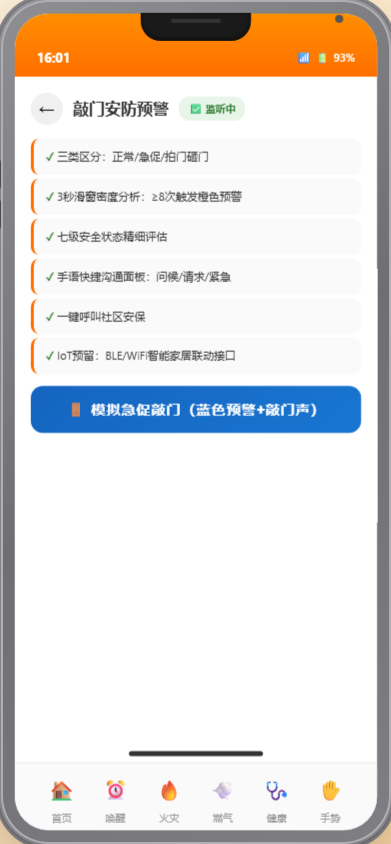 16:01
93%
← 敲门安防预警 监听中
✓ 三类区分：正常/急促/拍门砸门
✓ 3秒滑窗密度分析：≥8次触发橙色预警
✓ 七级安全状态精细评估
✓ 手语快捷沟通面板：问候/请求/紧急
✓ 一键呼叫社区安保
✓ IoT预留：BLE/WiFi智能家居联动接口
模拟急促敲门（蓝色预警+敲门声）
首页 唤醒 火灾 燃气 健康 手势